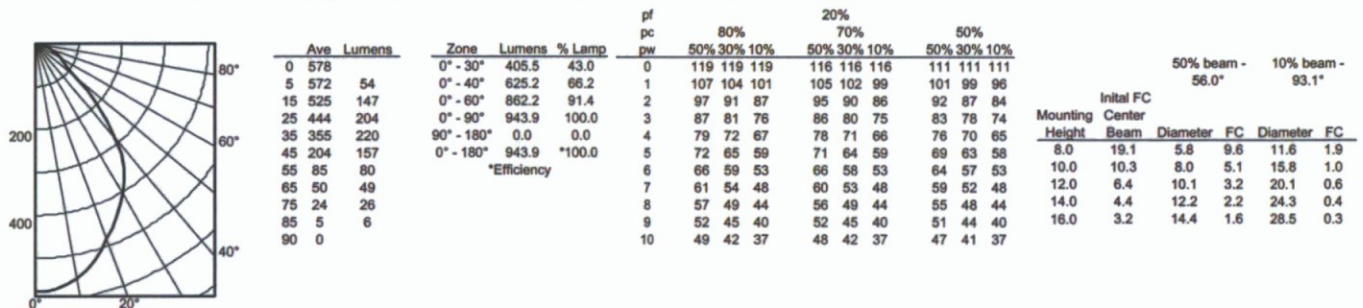 80°
60°
40°
20°
0°
200
400
Ave Lumens
0 578
5 572 54
15 525 147
25 444 204
35 355 220
45 204 157
55 85 80
65 50 49
75 24 26
85 5 6
90 0
Zone Lumens % Lamp
0° - 30° 405.5 43.0
0° - 40° 625.2 66.2
0° - 60° 862.2 91.4
0° - 90° 943.9 100.0
90° - 180° 0.0 0.0
0° - 180° 943.9 *100.0
*Efficiency
pf 20%
pc 80% 70% 50%
pw 50% 30% 10% 50% 30% 10% 50% 30% 10%
0 119 119 119 116 116 116 111 111 111
1 107 104 101 105 102 99 101 99 96
2 97 91 87 95 90 86 92 87 84
3 87 81 76 86 80 75 83 78 74
4 79 72 67 78 71 66 76 70 65
5 72 65 59 71 64 59 69 63 58
6 66 59 53 66 58 53 64 57 53
7 61 54 48 60 53 48 59 52 48
8 57 49 44 56 49 44 55 48 44
9 52 45 40 52 45 40 51 44 40
10 49 42 37 48 42 37 47 41 37
50% beam - 10% beam -
56.0° 93.1°
Inital FC
Mounting Center
Height Beam Diameter FC Diameter FC
8.0 19.1 5.8 9.6 11.6 1.9
10.0 10.3 8.0 5.1 15.8 1.0
12.0 6.4 10.1 3.2 20.1 0.6
14.0 4.4 12.2 2.2 24.3 0.4
16.0 3.2 14.4 1.6 28.5 0.3